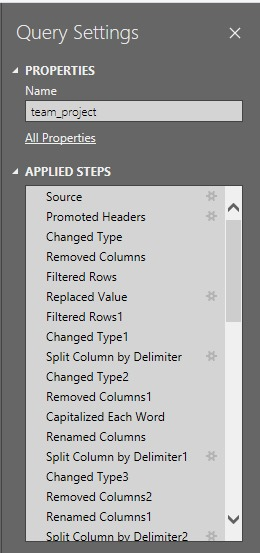 Query Settings
PROPERTIES
Name
team_project
All Properties
APPLIED STEPS
Source
Promoted Headers
Changed Type
Removed Columns
Filtered Rows
Replaced Value
Filtered Rows1
Changed Type1
Split Column by Delimiter
Changed Type2
Removed Columns1
Capitalized Each Word
Renamed Columns
Split Column by Delimiter1
Changed Type3
Removed Columns2
Renamed Columns1
Split Column by Delimiter2